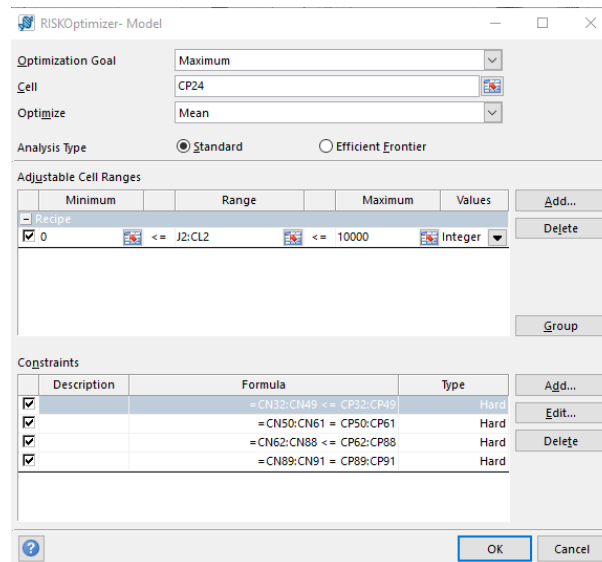 RISKOptimizer- Model
Optimization Goal Maximum
Cell CP24
Optimize Mean
Analysis Type Standard Efficient Frontier
Adjustable Cell Ranges
Minimum Range Maximum Values Add...
Recipe
0 <= J2:CL2 <= 10000 Integer
Delete
Group
Constraints
Description Formula Type Add...
=CN32:CN49 <= CP32:CP49 Hard
Edit...
=CN50:CN61 = CP50:CP61 Hard
=CN62:CN88 <= CP62:CP88 Hard Delete
=CN89:CN91 = CP89:CP91 Hard
? OK Cancel